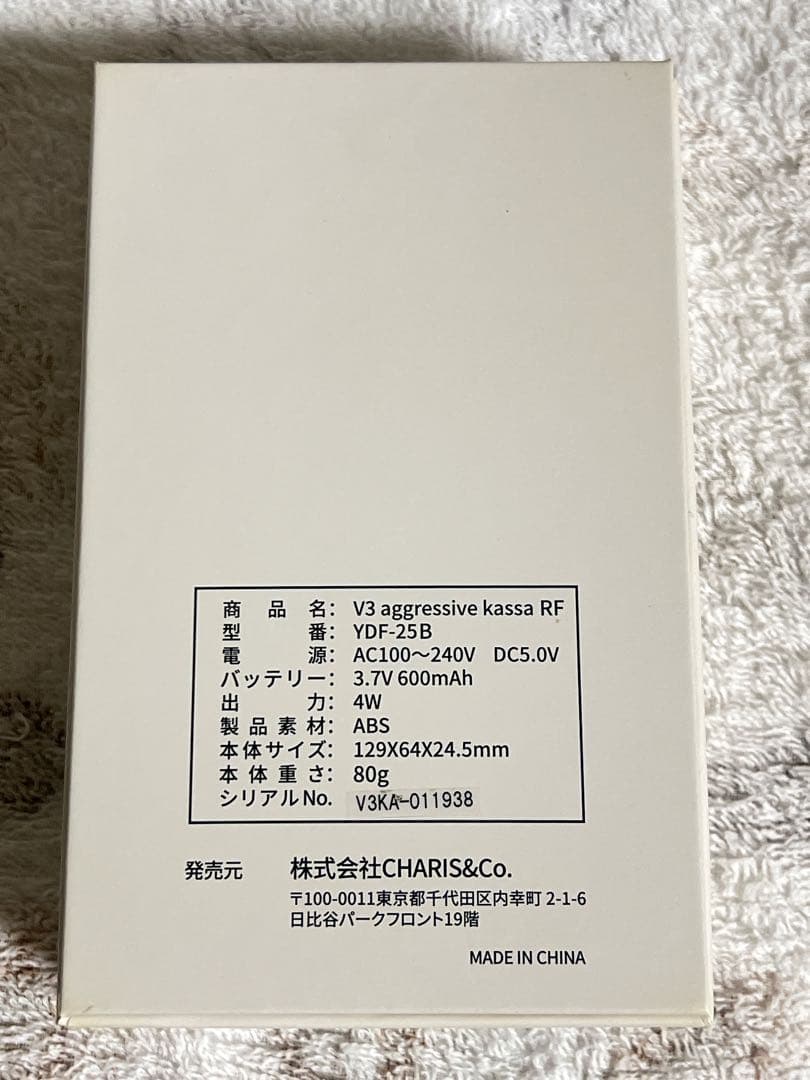 商品名： V3 aggressive kassa RF
型番： YDF-25B
電源： AC100〜240V DC5.0V
バッテリー： 3.7V 600mAh
出力： 4W
製品素材： ABS
本体サイズ： 129X64X24.5mm
本体重さ： 80g
シリアルNo. V3KA-011938
発売元 株式会社CHARIS&Co.
〒100-0011東京都千代田区内幸町 2-1-6
日比谷パークフロント19階
MADE IN CHINA